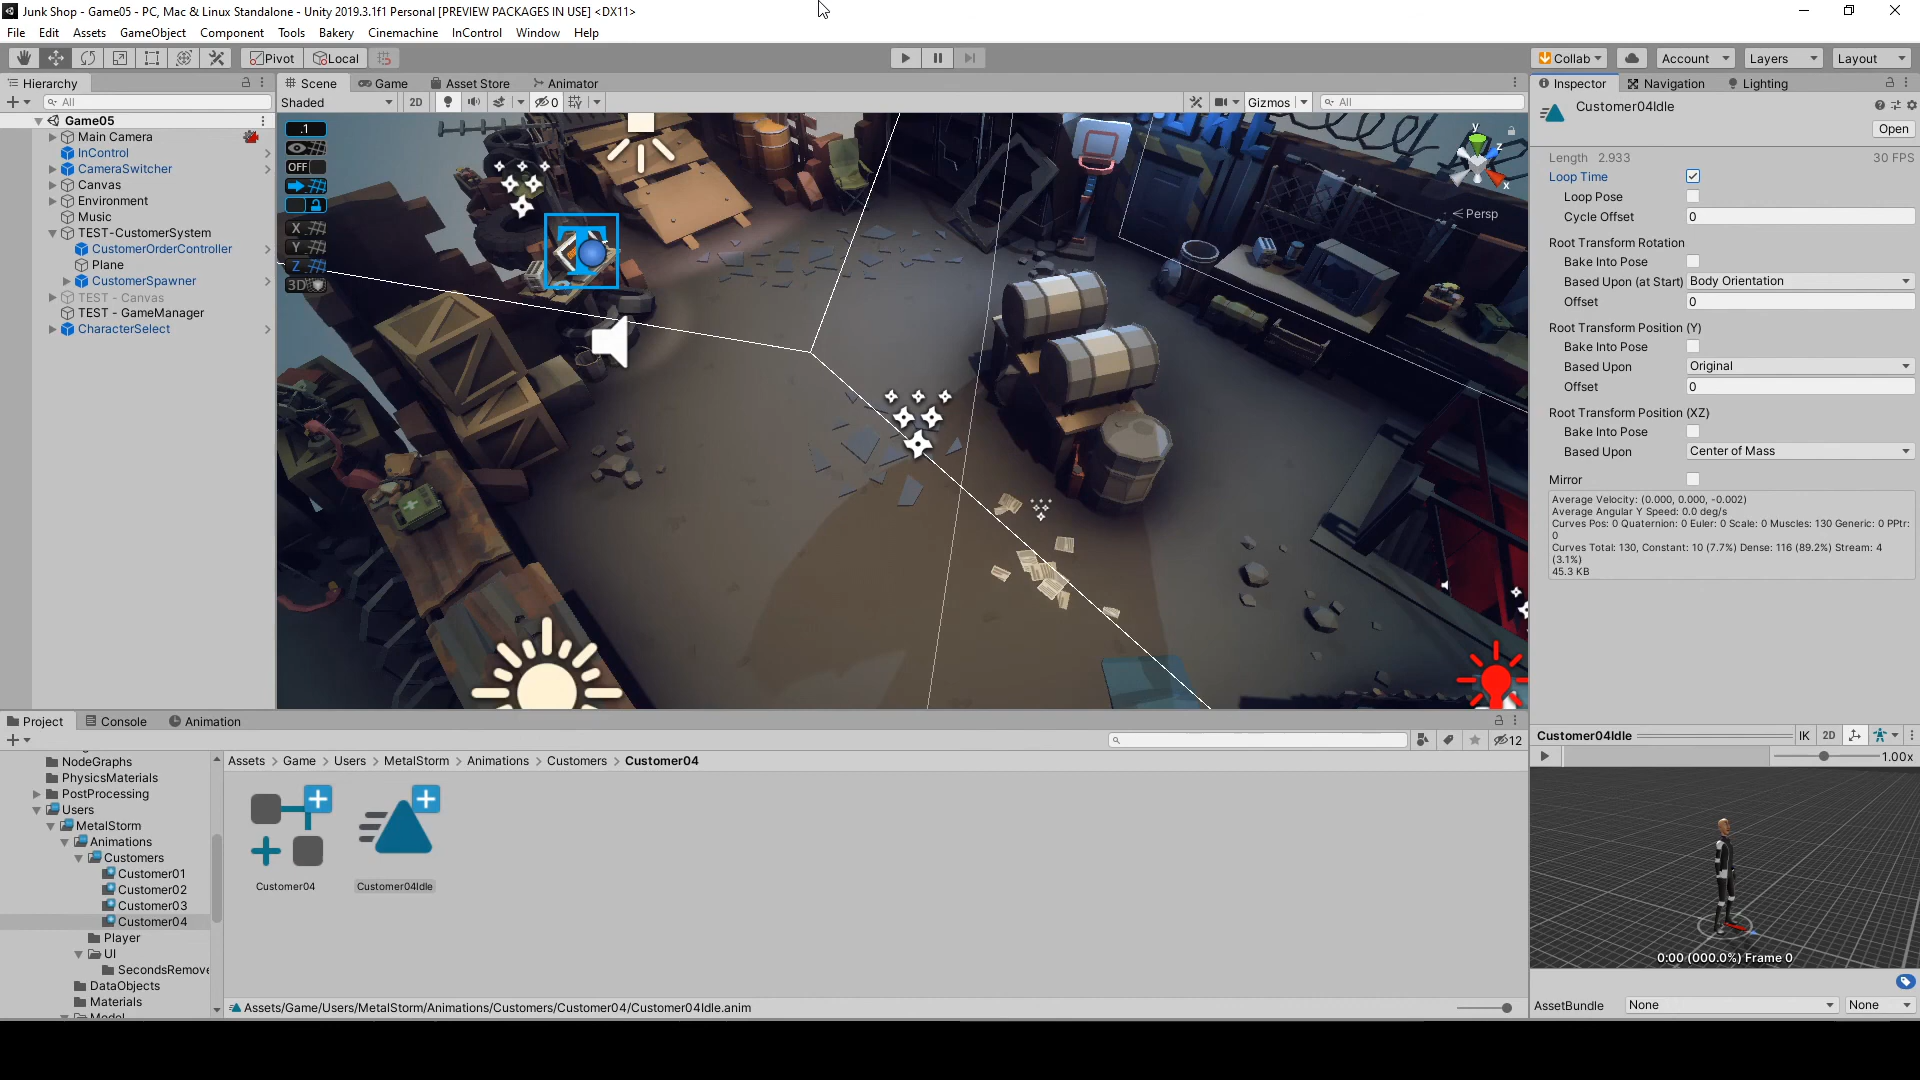 Junk Shop - Game05 - PC, Mac & Linux Standalone - Unity 2019.3.1f1 Personal [PREVIEW PACKAGES IN USE] <DX11>
File Edit Assets GameObject Component Tools Bakery Cinemachine InControl Window Help
Pivot Local Collab Account Layers Layout
Hierarchy Scene Game Asset Store Animator Inspector Navigation Lighting
All Shaded 2D 0 Gizmos All
Customer04Idle
Open
Game05
Main Camera
InControl
CameraSwitcher
Canvas
Environment
Music
TEST-CustomerSystem
CustomerOrderController
Plane
CustomerSpawner
TEST - Canvas
TEST - GameManager
CharacterSelect
.1
OFF
X
Y
Z
3D
y
z
x
< Persp
Length 2.933 30 FPS
Loop Time
Loop Pose
Cycle Offset 0
Root Transform Rotation
Bake Into Pose
Based Upon (at Start) Body Orientation
Offset 0
Root Transform Position (Y)
Bake Into Pose
Based Upon Original
Offset 0
Root Transform Position (XZ)
Bake Into Pose
Based Upon Center of Mass
Mirror
Average Velocity: (0.000, 0.000, -0.002)
Average Angular Y Speed: 0.0 deg/s
Curves Pos: 0 Quaternion: 0 Euler: 0 Scale: 0 Muscles: 130 Generic: 0 PPtr:
0
Curves Total: 130, Constant: 10 (7.7%) Dense: 116 (89.2%) Stream: 4
(3.1%)
45.3 KB
Project Console Animation
12
NodeGraphs
PhysicsMaterials
PostProcessing
Users
MetalStorm
Animations
Customers
Customer01
Customer02
Customer03
Customer04
Player
UI
SecondsRemove
DataObjects
Materials
Model
Assets > Game > Users > MetalStorm > Animations > Customers > Customer04
Customer04
Customer04Idle
Assets/Game/Users/MetalStorm/Animations/Customers/Customer04/Customer04Idle.anim
Customer04Idle IK 2D
1.00x
0:00 (000.0%) Frame 0
AssetBundle None None